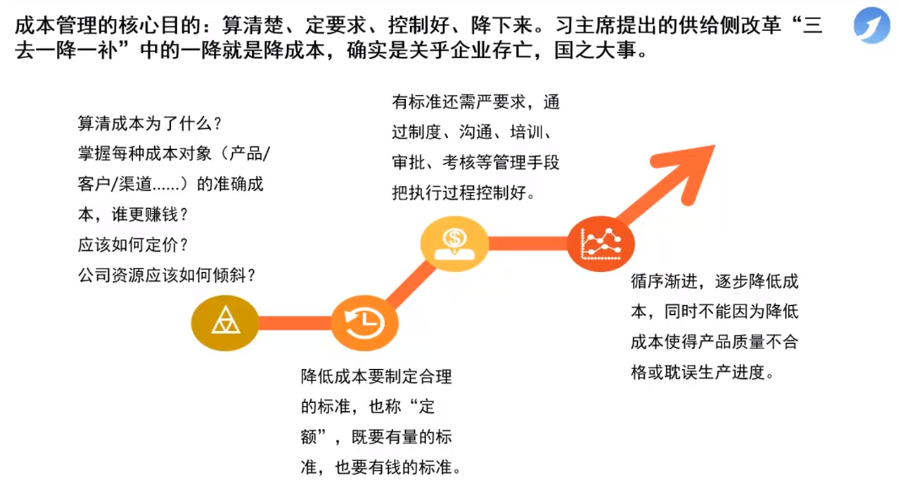 成本管理的核心目的：算清楚、定要求、控制好、降下来。习主席提出的供给侧改革“三
去一降一补”中的一降就是降成本，确实是关乎企业存亡，国之大事。
算清成本为了什么？
掌握每种成本对象（产品/
客户/渠道......）的准确成
本，谁更赚钱？
应该如何定价？
公司资源应该如何倾斜？
有标准还需严要求，通
过制度、沟通、培训、
审批、考核等管理手段
把执行过程控制好。
降低成本要制定合理
的标准，也称“定
额”，既要有量的标
准，也要有钱的标准。
循序渐进，逐步降低成
本，同时不能因为降低
成本使得产品质量不合
格或耽误生产进度。